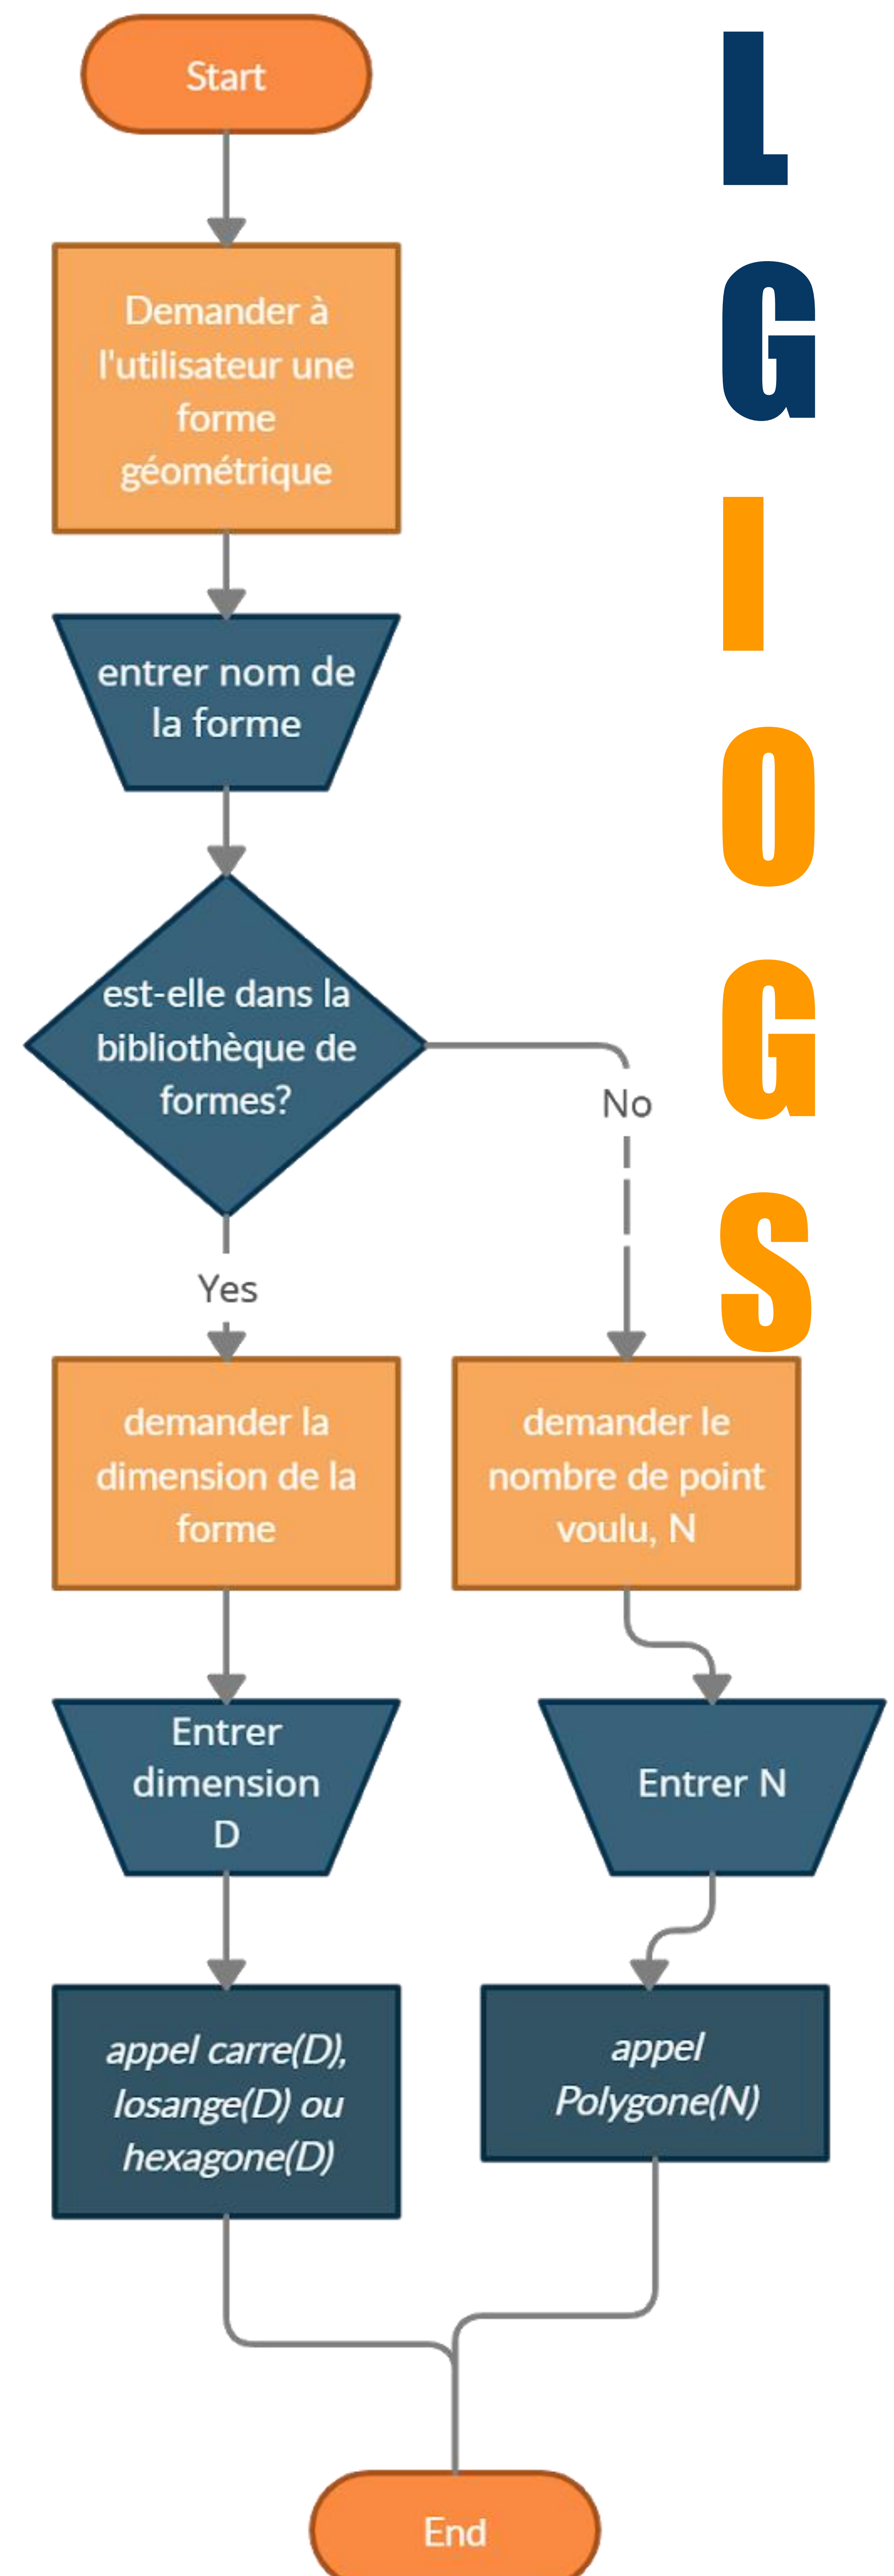 Start
Demander à
l'utilisateur une
forme
géométrique
entrer nom de
la forme
est-elle dans la
bibliothèque de
formes?
No
Yes
demander la
dimension de la
forme
demander le
nombre de point
voulu, N
Entrer
dimension
D
Entrer N
appel carre(D),
losange(D) ou
hexagone(D)
appel
Polygone(N)
End
L
G
I
O
G
S